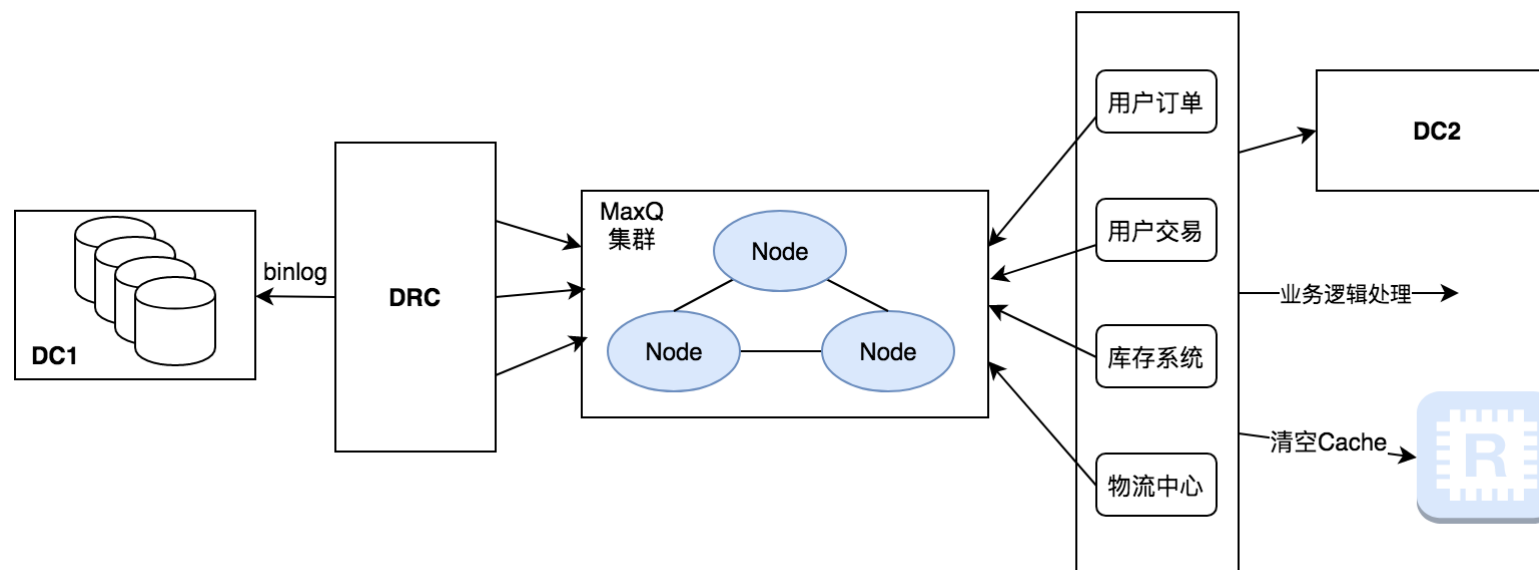 DC1
binlog
DRC
MaxQ
集群
Node
Node
Node
用户订单
用户交易
库存系统
物流中心
DC2
业务逻辑处理
清空Cache
R